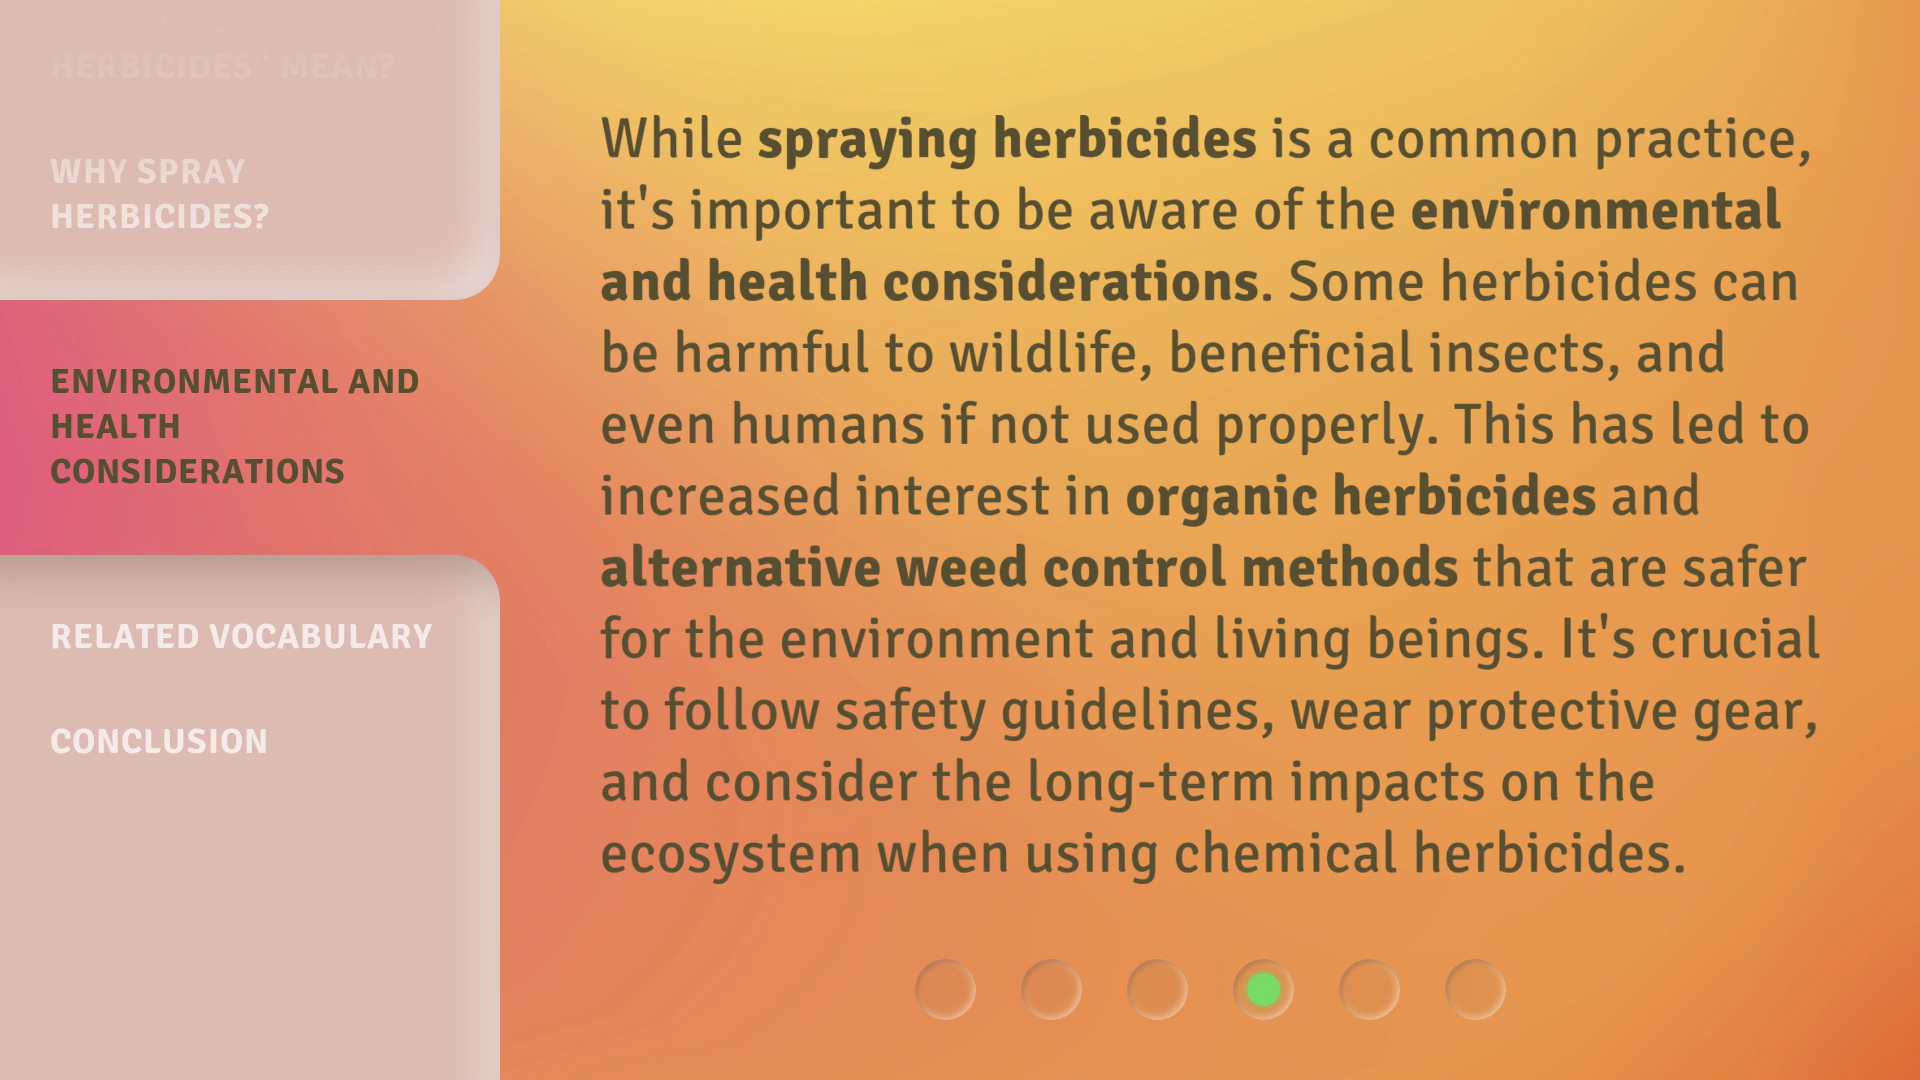 HERBICIDES" MEAN?
WHY SPRAY
HERBICIDES?
ENVIRONMENTAL AND
HEALTH
CONSIDERATIONS
RELATED VOCABULARY
CONCLUSION
While spraying herbicides is a common practice,
it's important to be aware of the environmental
and health considerations. Some herbicides can
be harmful to wildlife, beneficial insects, and
even humans if not used properly. This has led to
increased interest in organic herbicides and
alternative weed control methods that are safer
for the environment and living beings. It's crucial
to follow safety guidelines, wear protective gear,
and consider the long-term impacts on the
ecosystem when using chemical herbicides.